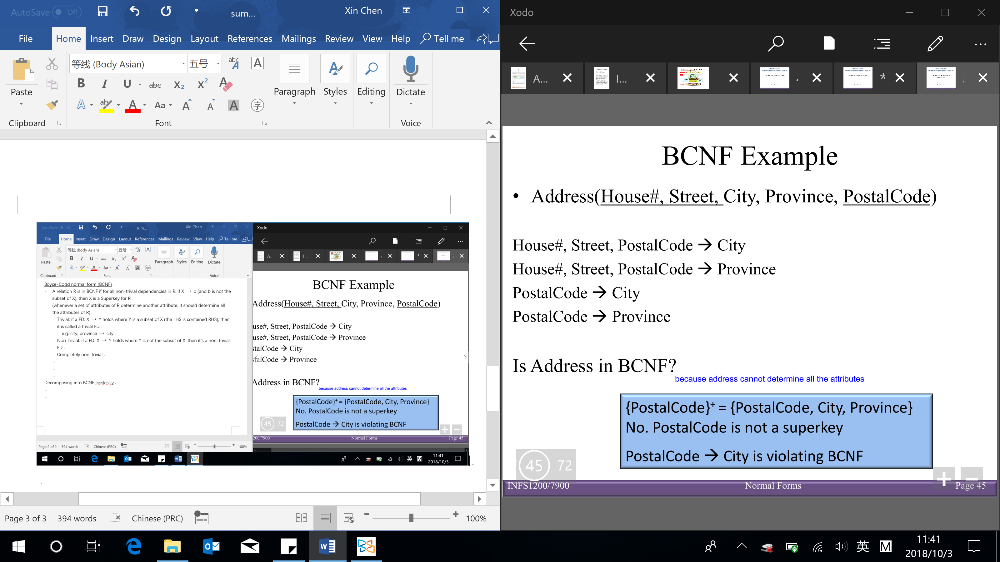 AutoSave Off sum... Xin Chen
File Home Insert Draw Design Layout References Mailings Review View Help Tell me
等线 (Body Asian) 五号 abc A A
Paste B I U abc X2 X2 A Paragraph Styles Editing Dictate
A ab A Aa A A A 字
Clipboard Font Voice
AutoSave Off sum... Xin Chen
File Home Insert Draw Design Layout References Mailings Review View Help Tell me
等线 (Body Asian) 五号
Paste B I U abc X2 X2 A Paragraph Styles Editing Dictate
Clipboard Font Voice
Boyce-Codd normal form (BCNF)
- A relation R is in BCNF if for all non-trivial dependencies in R: if X → b (and b is not the
subset of X), then X is a Superkey for R
(whenever a set of attributes of R determine another attribute, it should determine all
the attributes of R)
Trivial: if a FD: X → Y holds where Y is a subset of X (the LHS is contained RHS), then
it is called a trivial FD
e.g. city, province → city
Non-trivial: if a FD: X → Y holds where Y is not the subset of X, then it's a non-trivial
FD
Completely non-trivial
Decomposing into BCNF losslessly
Page 2 of 2 394 words Chinese (PRC) 100%
Xodo
A... I... *
BCNF Example
Address(House#, Street, City, Province, PostalCode)
use#, Street, PostalCode → City
use#, Street, PostalCode → Province
stalCode → City
stalCode → Province
Address in BCNF?
because address cannot determine all the attributes
{PostalCode}+ = {PostalCode, City, Province}
No. PostalCode is not a superkey
PostalCode → City is violating BCNF
45 72
200/7900 Normal Forms Page 45
英 M 11:41
2018/10/3
Page 3 of 3 394 words Chinese (PRC) 100%
Xodo
A... I... *
BCNF Example
• Address(House#, Street, City, Province, PostalCode)
House#, Street, PostalCode → City
House#, Street, PostalCode → Province
PostalCode → City
PostalCode → Province
Is Address in BCNF?
because address cannot determine all the attributes
{PostalCode}+ = {PostalCode, City, Province}
No. PostalCode is not a superkey
PostalCode → City is violating BCNF
45 72
INFS1200/7900 Normal Forms Page 45
英 M 11:41
2018/10/3